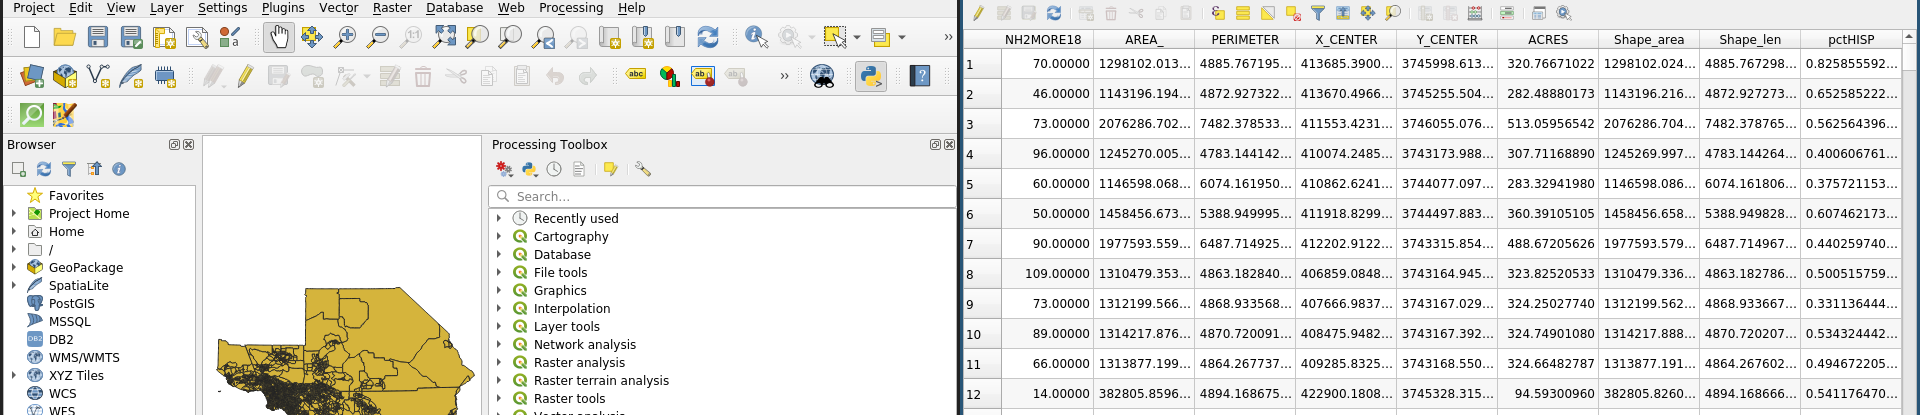 Project Edit View Layer Settings Plugins Vector Raster Database Web Processing Help
abc abc
Browser
Favorites
Project Home
Home
/
GeoPackage
SpatiaLite
PostGIS
MSSQL
DB2
WMS/WMTS
XYZ Tiles
WCS
WFS
Processing Toolbox
Search...
Recently used
Cartography
Database
File tools
Graphics
Interpolation
Layer tools
Network analysis
Raster analysis
Raster terrain analysis
Raster tools
Vector analysis
NH2MORE18 AREA_ PERIMETER X_CENTER Y_CENTER ACRES Shape_area Shape_len pctHISP
1 70.00000 1298102.013... 4885.767195... 413685.3900... 3745998.613... 320.76671022 1298102.024... 4885.767298... 0.825855592...
2 46.00000 1143196.194... 4872.927322... 413670.4966... 3745255.504... 282.48880173 1143196.216... 4872.927273... 0.652585222...
3 73.00000 2076286.702... 7482.378533... 411553.4231... 3746055.076... 513.05956542 2076286.704... 7482.378765... 0.562564396...
4 96.00000 1245270.005... 4783.144142... 410074.2485... 3743173.988... 307.71168890 1245269.997... 4783.144264... 0.400606761...
5 60.00000 1146598.068... 6074.161950... 410862.6241... 3744077.097... 283.32941980 1146598.086... 6074.161806... 0.375721153...
6 50.00000 1458456.673... 5388.949995... 411918.8299... 3744497.883... 360.39105105 1458456.658... 5388.949828... 0.607462173...
7 90.00000 1977593.559... 6487.714925... 412202.9122... 3743315.854... 488.67205626 1977593.579... 6487.714967... 0.440259740...
8 109.00000 1310479.353... 4863.182840... 406859.0848... 3743164.945... 323.82520533 1310479.336... 4863.182786... 0.500515759...
9 73.00000 1312199.566... 4868.933568... 407666.9837... 3743167.029... 324.25027740 1312199.562... 4868.933667... 0.331136444...
10 89.00000 1314217.876... 4870.720091... 408475.9482... 3743167.392... 324.74901080 1314217.888... 4870.720207... 0.534324442...
11 66.00000 1313877.199... 4864.267737... 409285.8325... 3743168.550... 324.66482787 1313877.191... 4864.267602... 0.494672205...
12 14.00000 382805.8596... 4894.168675... 422900.1808... 3745328.315... 94.59300960 382805.8260... 4894.168666... 0.541176470...